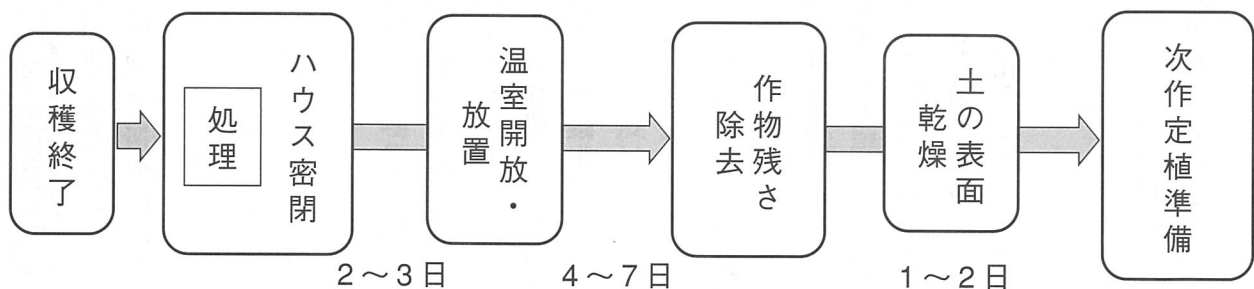 収穫終了
ハウス密閉
処理
2～3日
温室開放・
放置
4～7日
作物残さ
除去
土の表面
乾燥
1～2日
次作定植準備